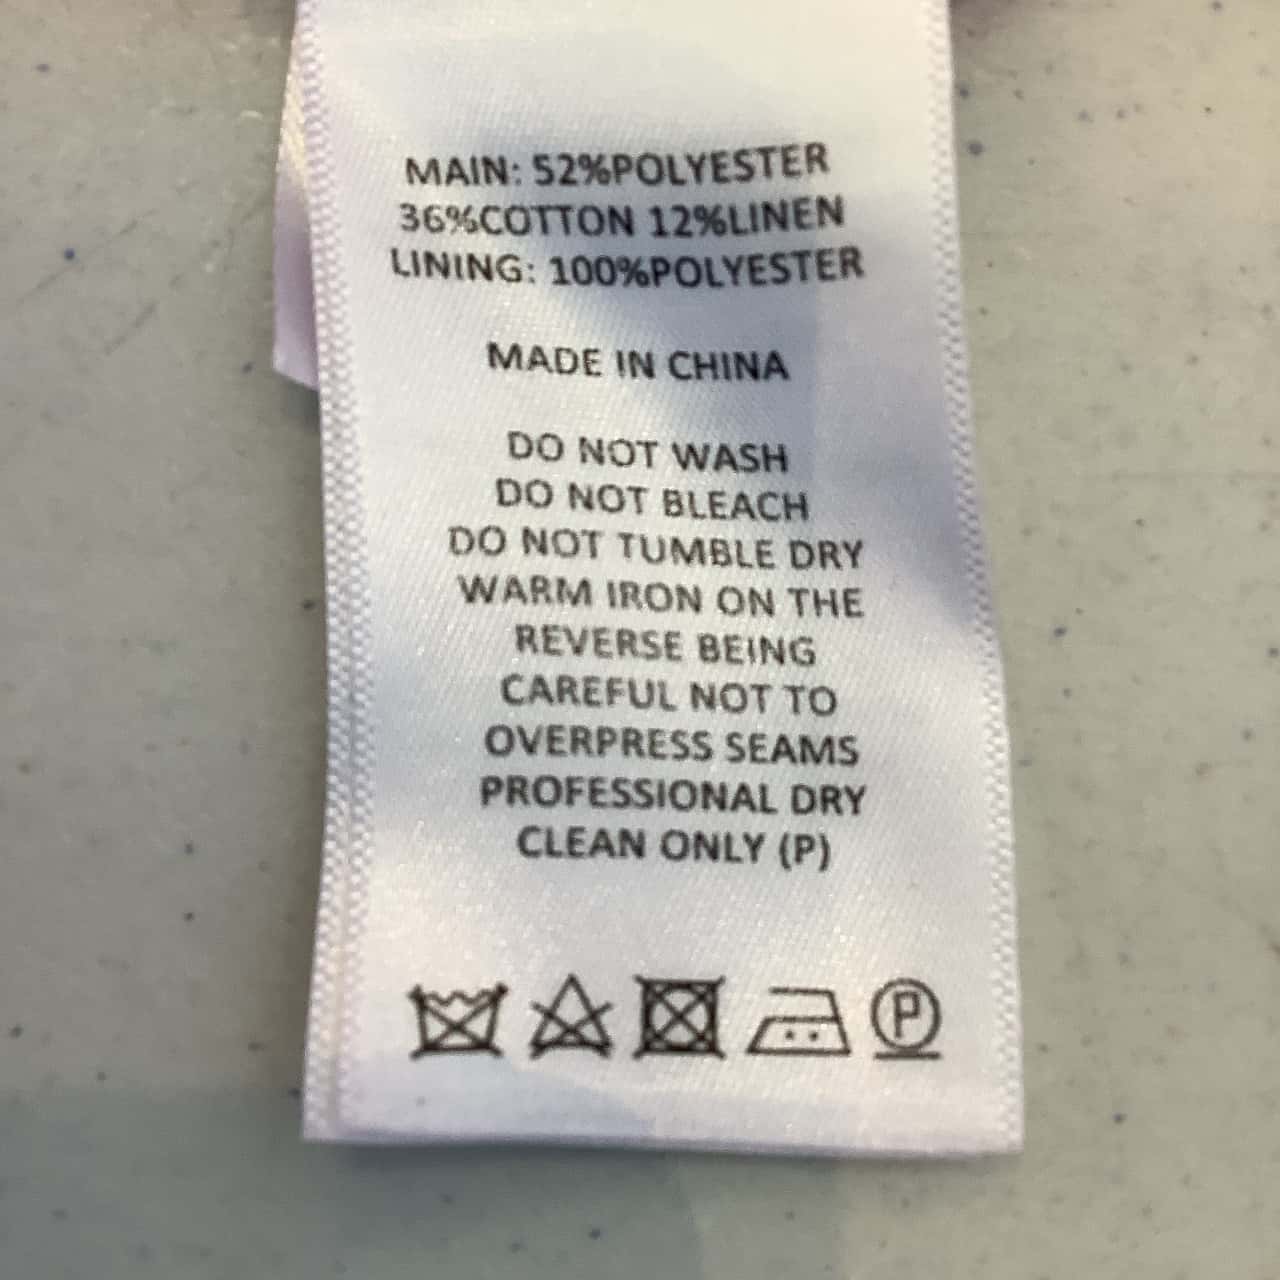 MAIN: 52%POLYESTER
36%COTTON 12%LINEN
LINING: 100%POLYESTER
MADE IN CHINA
DO NOT WASH
DO NOT BLEACH
DO NOT TUMBLE DRY
WARM IRON ON THE
REVERSE BEING
CAREFUL NOT TO
OVERPRESS SEAMS
PROFESSIONAL DRY
CLEAN ONLY (P)
P